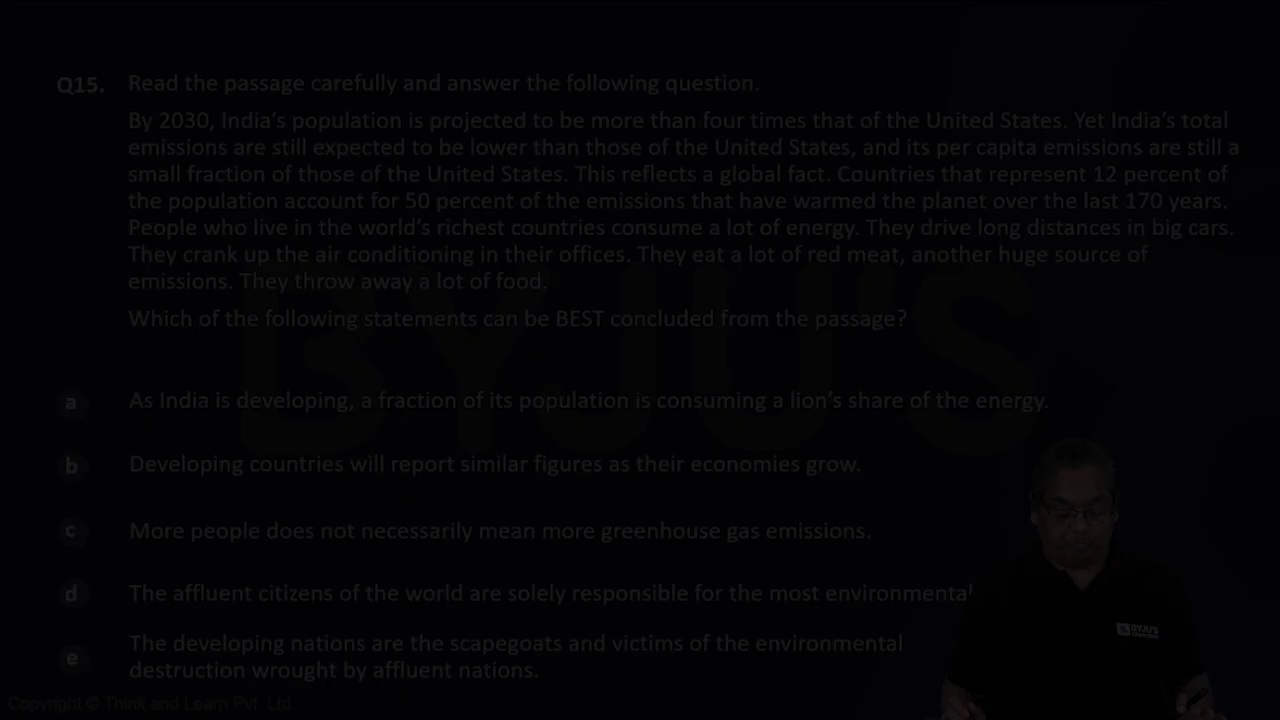 Q15. Read the passage carefully and answer the following question.
By 2030, India's population is projected to be more than four times that of the United States. Yet India's total
emissions are still expected to be lower than those of the United States, and its per capita emissions are still a
small fraction of those of the United States. This reflects a global fact. Countries that represent 12 percent of
the population account for 50 percent of the emissions that have warmed the planet over the last 170 years.
People who live in the world's richest countries consume a lot of energy. They drive long distances in big cars.
They crank up the air conditioning in their offices. They eat a lot of red meat, another huge source of
emissions. They throw away a lot of food.
Which of the following statements can be BEST concluded from the passage?
BYJU'S
a As India is developing, a fraction of its population is consuming a lion's share of the energy.
b Developing countries will report similar figures as their economies grow.
c More people does not necessarily mean more greenhouse gas emissions.
d The affluent citizens of the world are solely responsible for the most environmental
e The developing nations are the scapegoats and victims of the environmental
destruction wrought by affluent nations.
BYJU'S
Copyright © Think and Learn Pvt. Ltd.